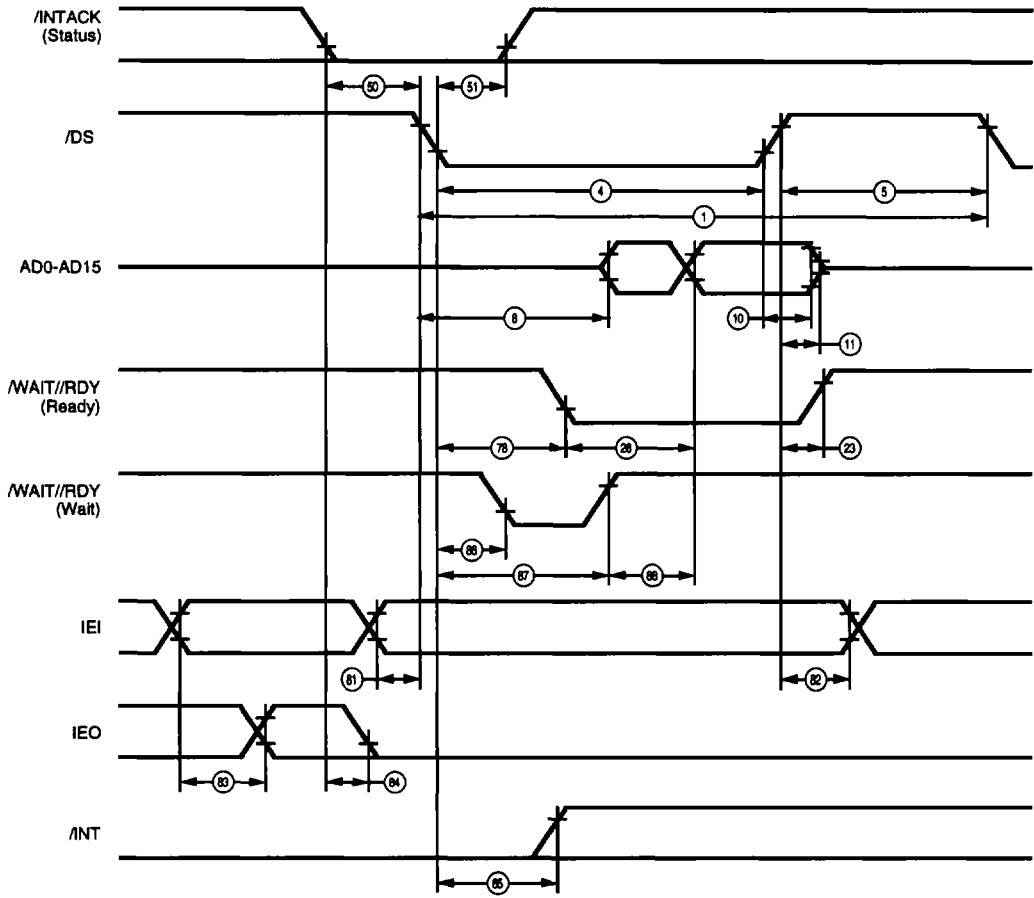 /INTACK
(Status)
50
51
/DS
4
5
1
AD0-AD15
8
10
11
/WAIT//RDY
(Ready)
78
26
23
/WAIT//RDY
(Wait)
86
87
88
IEI
81
82
IEO
83
84
/INT
85